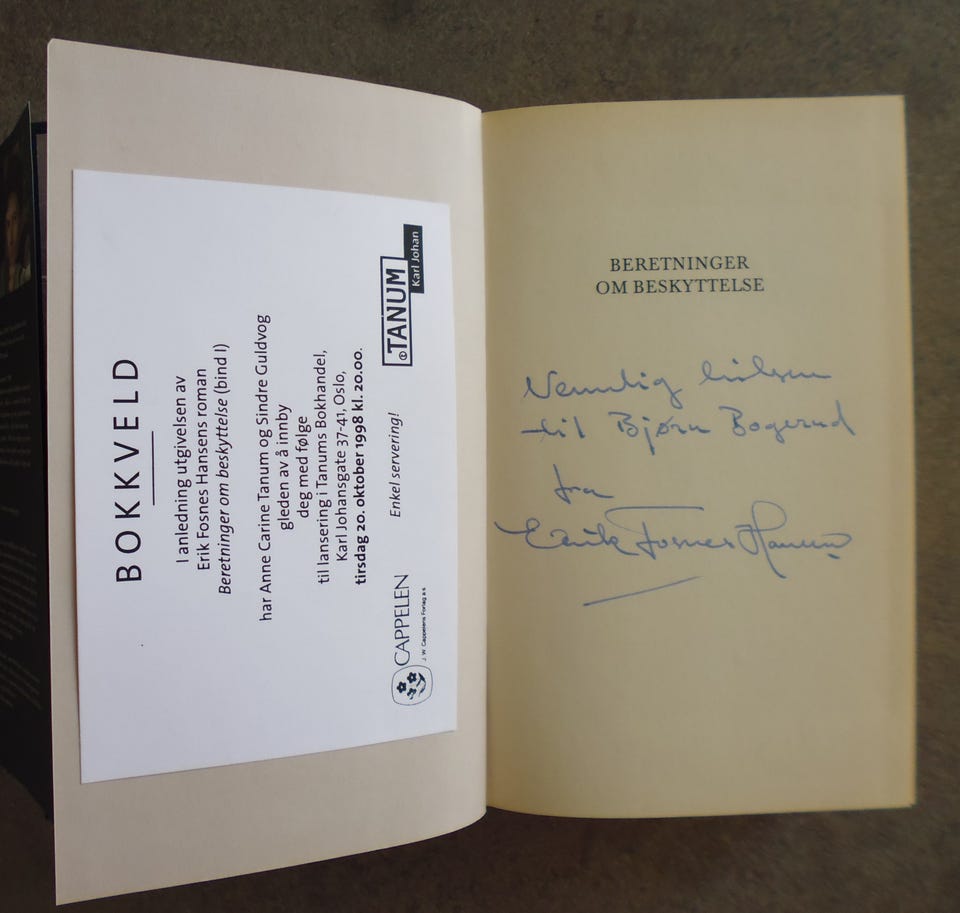 BOKKVELD
I anledning utgivelsen av
Erik Fosnes Hansens roman
Beretninger om beskyttelse (bind I)
har Anne Carine Tanum og Sindre Guldvog
gleden av å innby
deg med følge
til lansering i Tanums Bokhandel,
Karl Johansgate 37-41, Oslo,
tirsdag 20. oktober 1998 kl. 20.00.
Enkel servering!
CAPPELEN
J. W. Cappelens Forlag a·s
TANUM
Karl Johan
BERETNINGER
OM BESKYTTELSE
Vennlig hilsen
til Bjørn Bogerud
fra
Erik Fosnes Hansen